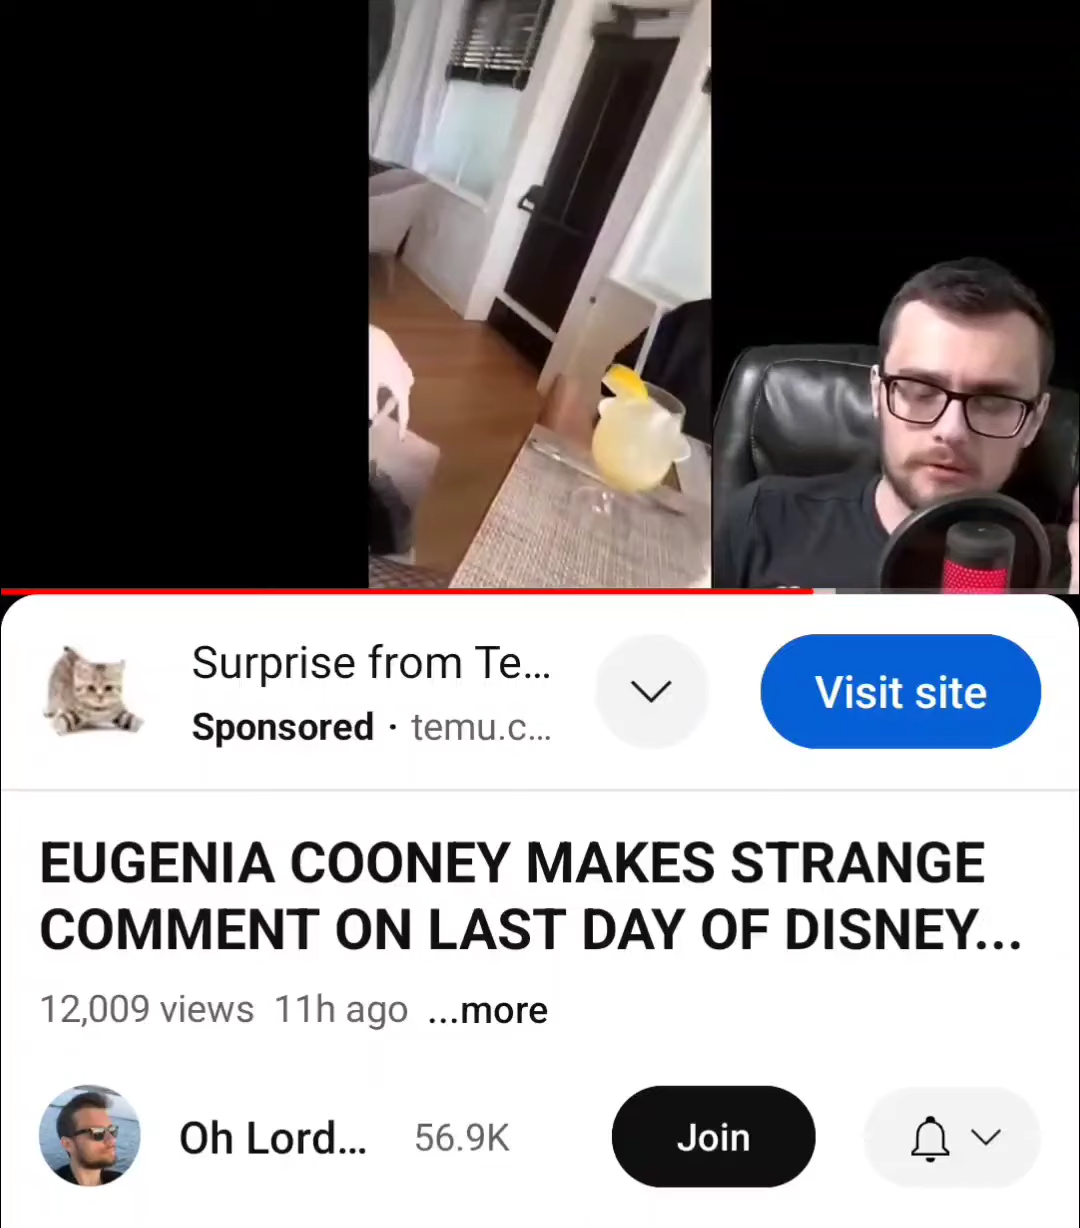 Surprise from Te...
Sponsored · temu.c...
Visit site
EUGENIA COONEY MAKES STRANGE
COMMENT ON LAST DAY OF DISNEY...
12,009 views 11h ago ...more
Oh Lord... 56.9K
Join